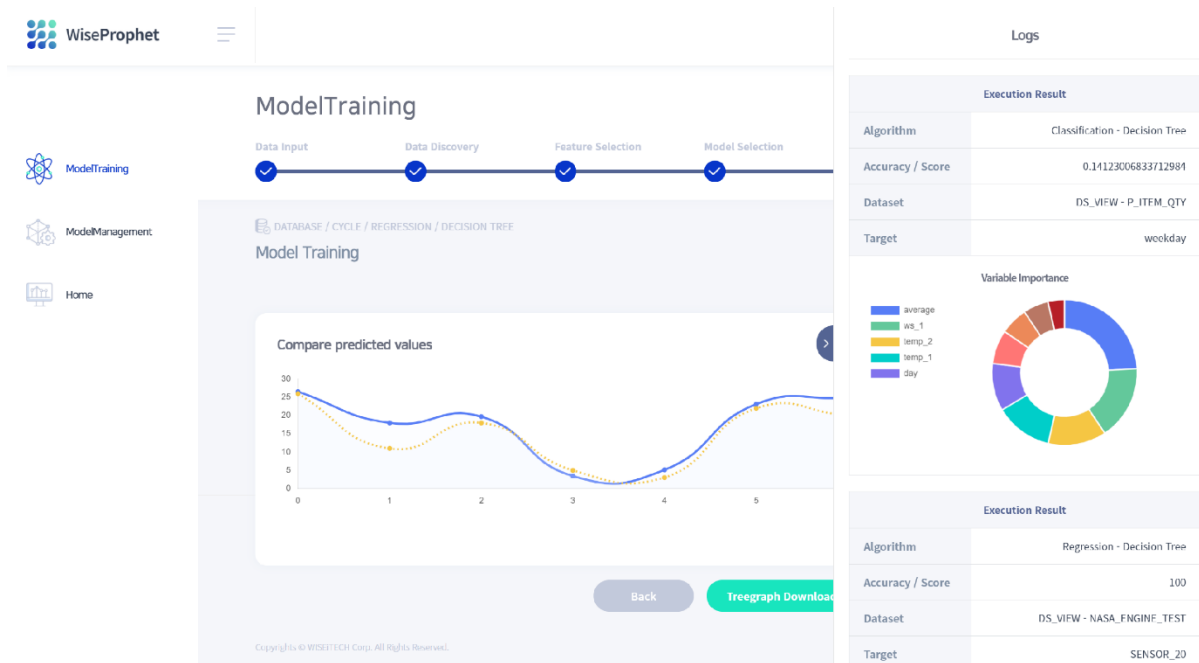 WiseProphet
ModelTraining
ModelManagement
Home
ModelTraining
Data Input
Data Discovery
Feature Selection
Model Selection
DATABASE / CYCLE / REGRESSION / DECISION TREE
Model Training
Compare predicted values
30
25
20
15
10
5
0
0 1 2 3 4 5
Back
Treegraph Download
Copyrights © WISEITECH Corp. All Rights Reserved.
Logs
Execution Result
Algorithm Classification - Decision Tree
Accuracy / Score 0.14123006833712984
Dataset DS_VIEW - P_ITEM_QTY
Target weekday
Variable Importance
average
ws_1
temp_2
temp_1
day
Execution Result
Algorithm Regression - Decision Tree
Accuracy / Score 100
Dataset DS_VIEW - NASA_ENGINE_TEST
Target SENSOR_20